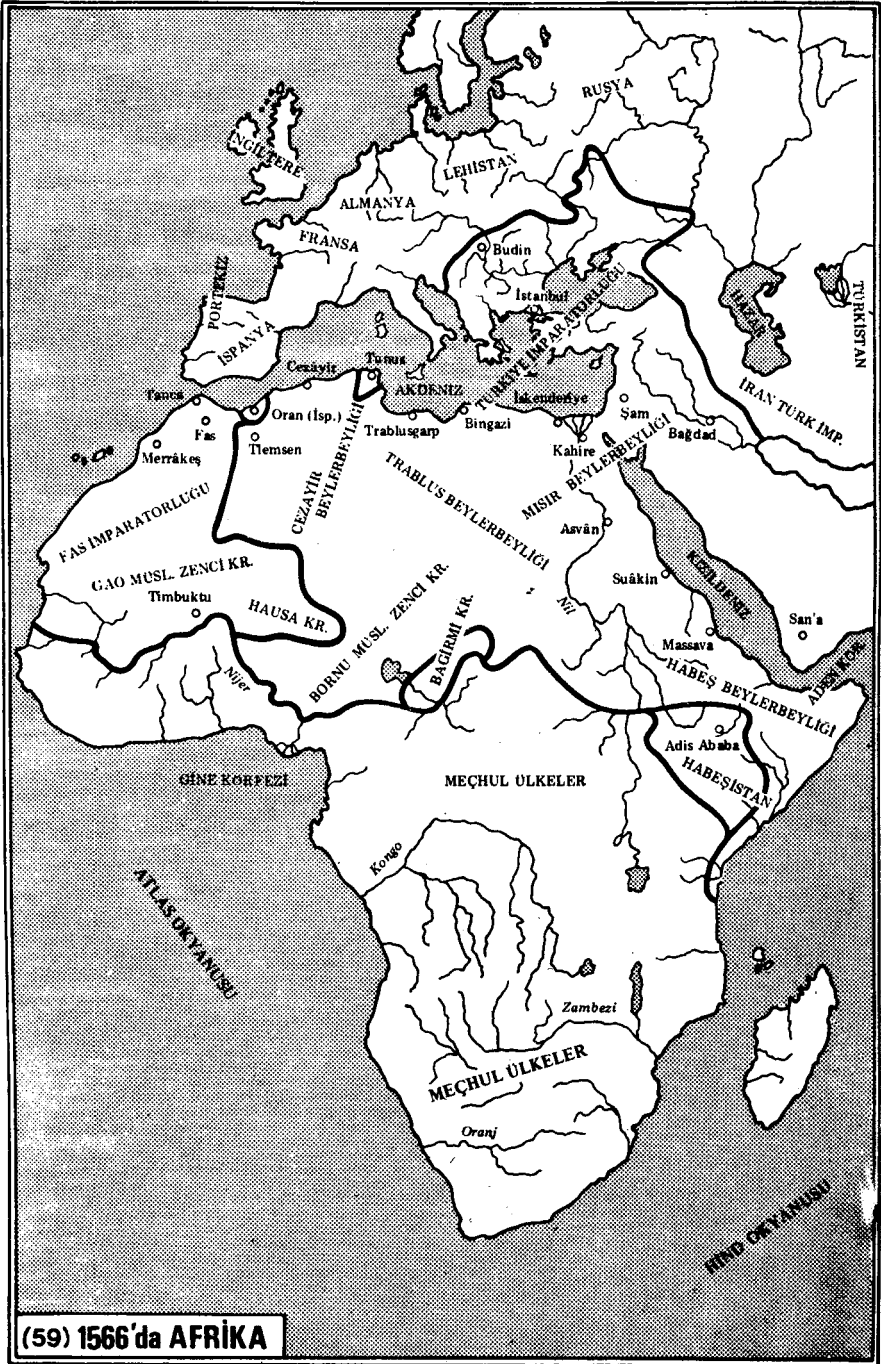 RUSYA
İNGİLTERE
LEHİSTAN
ALMANYA
FRANSA
Budin
PORTEKİZ
İSPANYA
İstanbul
TÜRKİYE İMPARATORLUĞU
HAZAR
TÜRKİSTAN
İRAN TÜRK İMP.
Cezâyir
Tunus
AKDENİZ
İskenderiye
Şam
Bağdad
Tanca
Oran (İsp.)
Fas
Tlemsen
Merrâkeş
Trablusgarp
Bingazi
Kahire
CEZAYİR
BEYLERBEYLİĞİ
TRABLUS BEYLERBEYLİĞİ
MISIR BEYLERBEYLİĞİ
FAS İMPARATORLUĞU
Asvân
GAO MÜSL. ZENCİ KR.
Timbuktu
HAUSA KR.
BORNU MÜSL. ZENCİ KR.
BAGİRMİ KR.
Suâkin
KIZILDENİZ
Nil
San'a
Massava
ADEN KÖR.
HABEŞ BEYLERBEYLİĞİ
Nijer
Adis Ababa
HABEŞİSTAN
GİNE KÖRFEZİ
MEÇHUL ÜLKELER
Kongo
ATLAS OKYANUSU
Zambezi
MEÇHUL ÜLKELER
Oranj
HİND OKYANUSU
(59) 1566'da AFRİKA